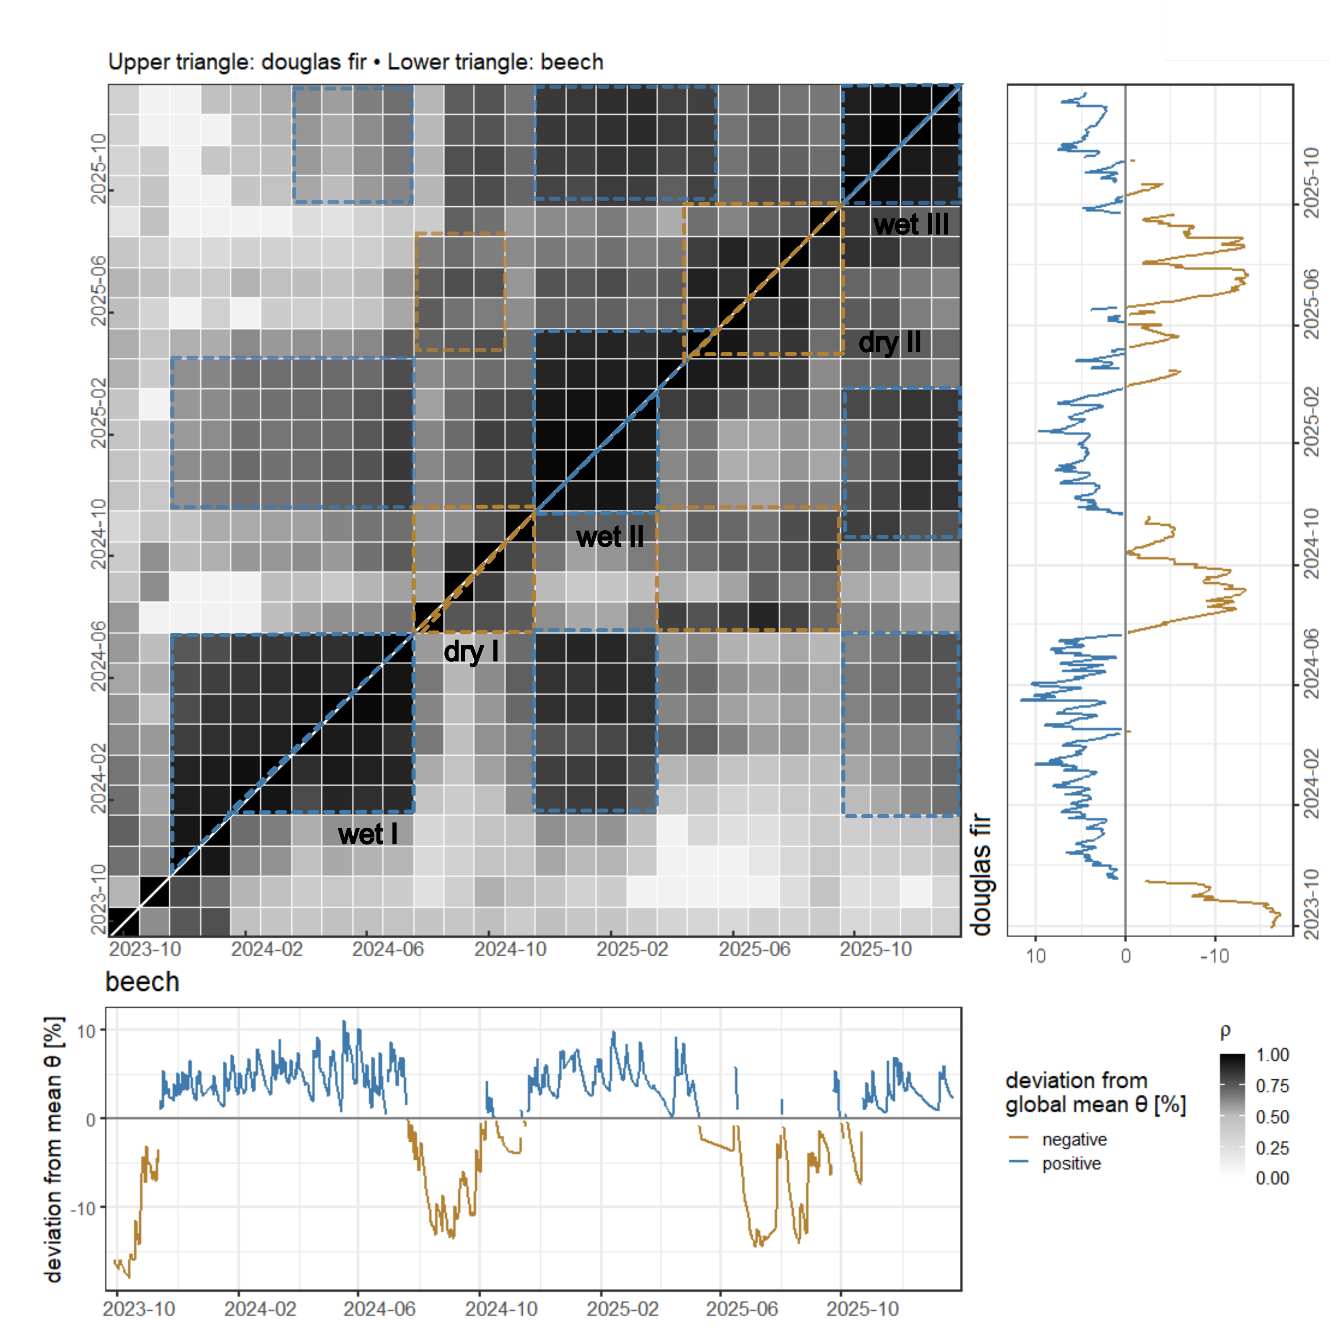 Upper triangle: douglas fir • Lower triangle: beech
2025-10
2025-06
2025-02
2024-10
2024-06
2024-02
2023-10
wet III
dry II
wet II
dry I
wet I
2023-10 2024-02 2024-06 2024-10 2025-02 2025-06 2025-10
beech
douglas fir
2025-10
2025-06
2025-02
2024-10
2024-06
2024-02
2023-10
10 0 -10
deviation from mean θ [%]
10
0
-10
2023-10 2024-02 2024-06 2024-10 2025-02 2025-06 2025-10
deviation from
global mean θ [%]
negative
positive
ρ
1.00
0.75
0.50
0.25
0.00